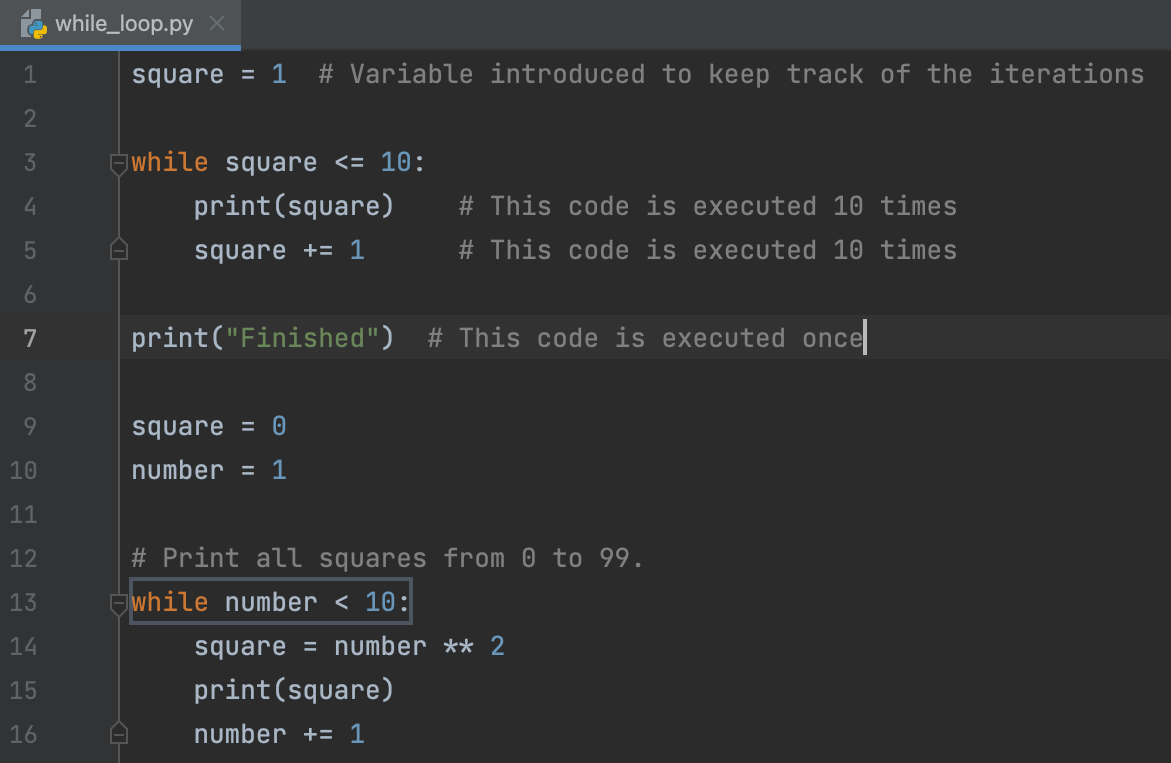 while_loop.py
1 square = 1  # Variable introduced to keep track of the iterations
2
3 while square <= 10:
4     print(square)    # This code is executed 10 times
5     square += 1      # This code is executed 10 times
6
7 print("Finished")  # This code is executed once
8
9 square = 0
10 number = 1
11
12 # Print all squares from 0 to 99.
13 while number < 10:
14     square = number ** 2
15     print(square)
16     number += 1